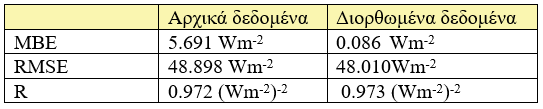 Αρχικά δεδομένα Διορθωμένα δεδομένα
MBE 5.691 Wm-2 0.086 Wm-2
RMSE 48.898 Wm-2 48.010Wm-2
R 0.972 (Wm-2)-2 0.973 (Wm-2)-2